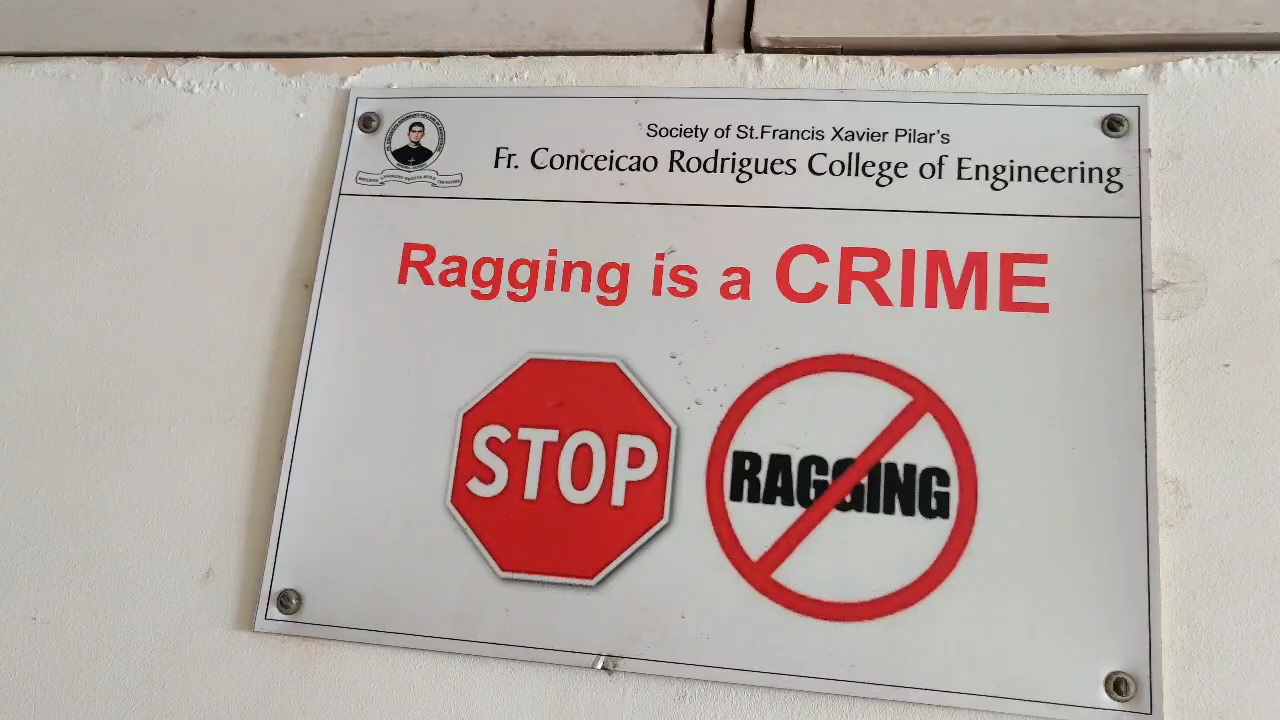 Society of St.Francis Xavier Pilar's
Fr. Conceicao Rodrigues College of Engineering
Ragging is a CRIME
STOP
RAGGING